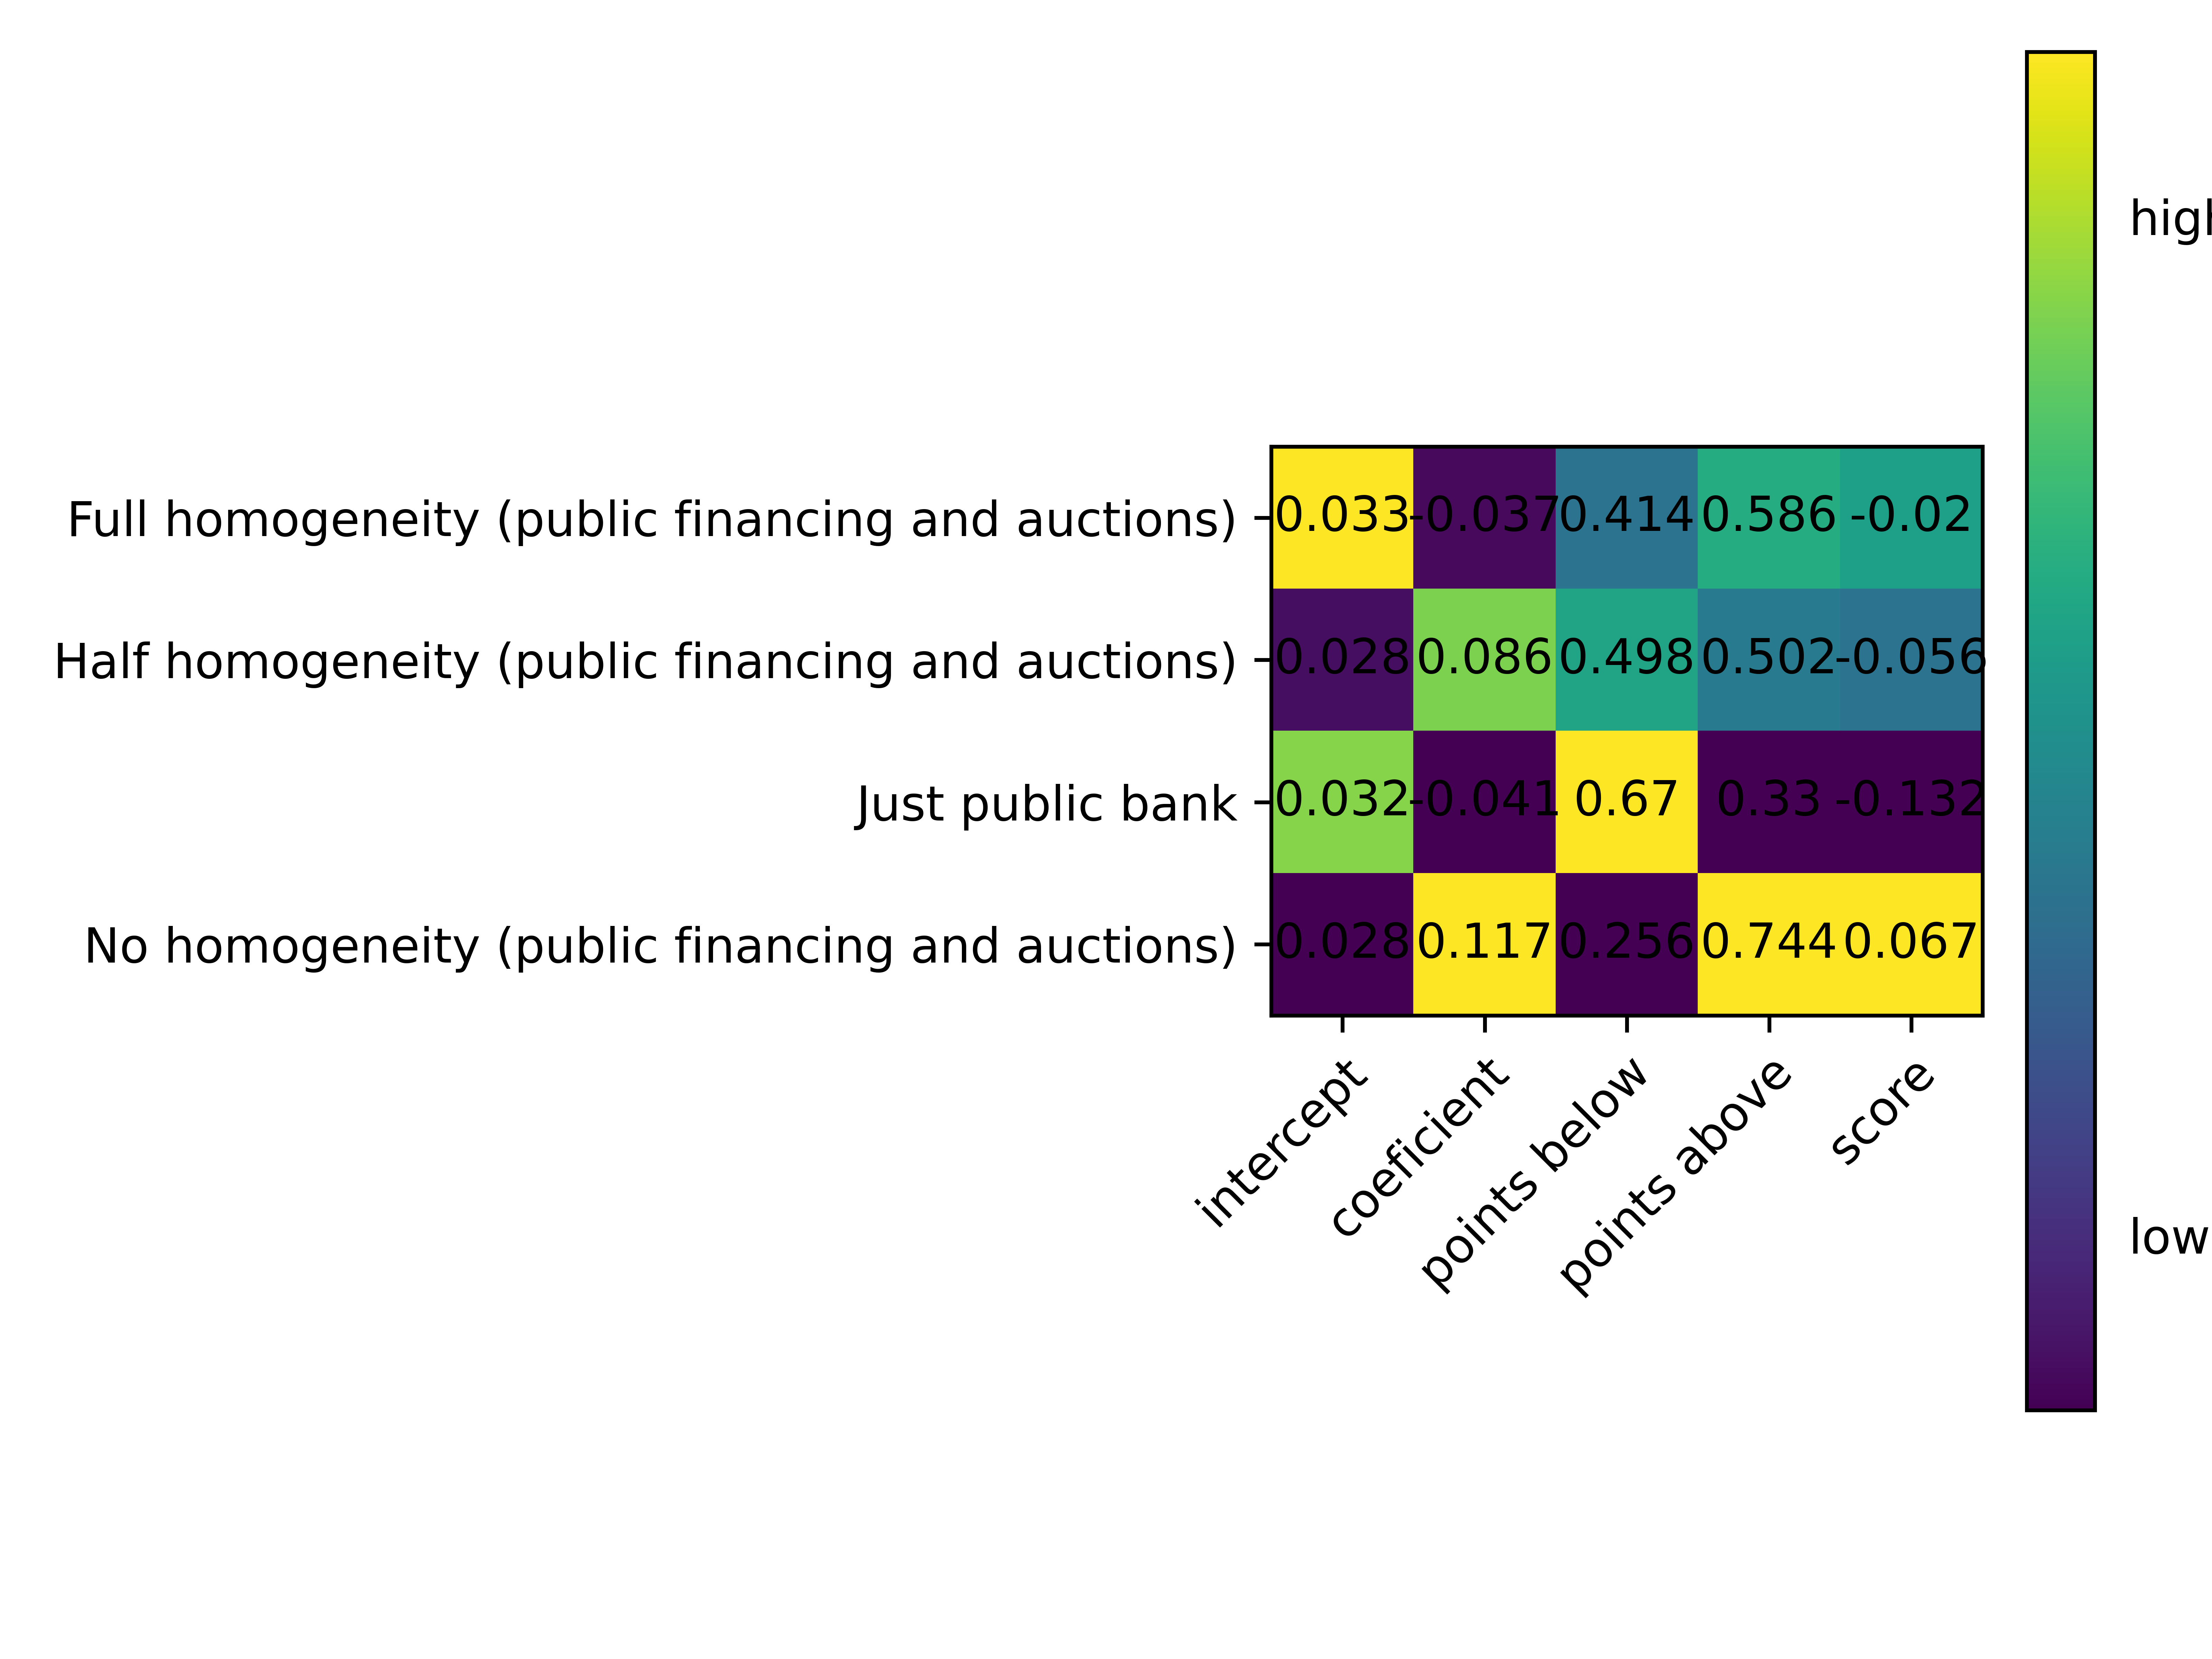 high
Full homogeneity (public financing and auctions) 0.033 -0.037 0.414 0.586 -0.02
Half homogeneity (public financing and auctions) 0.028 0.086 0.498 0.502 -0.056
Just public bank 0.032 -0.041 0.67 0.33 -0.132
No homogeneity (public financing and auctions) 0.028 0.117 0.256 0.744 0.067
intercept coeficient points below points above score
low